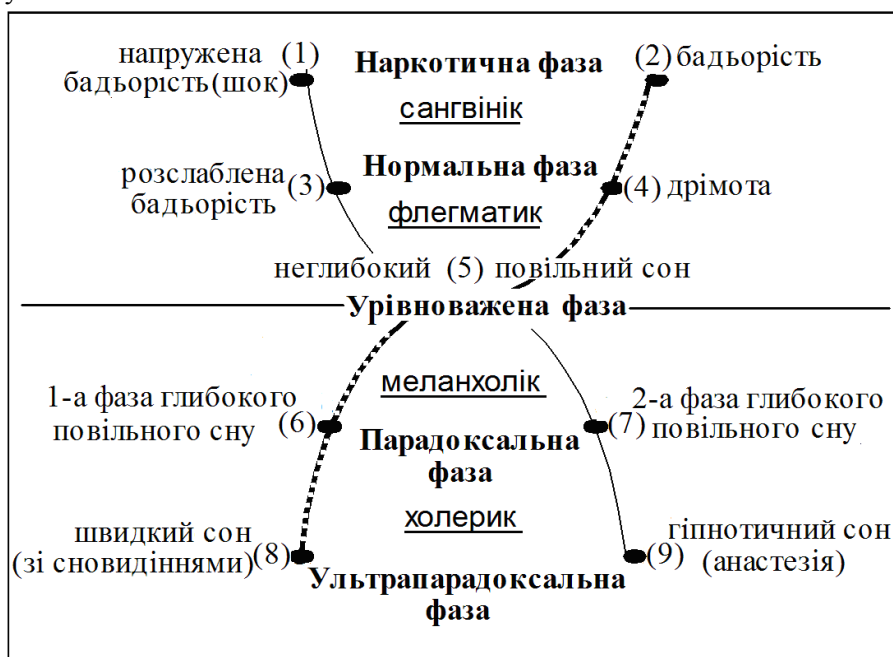 у
напружена (1)
бадьорість(шок)
Наркотична фаза
(2) бадьорість
сангвінік
розслаблена (3)
бадьорість
Нормальна фаза
(4) дрімота
флегматик
неглибокий (5) повільний сон
Урівноважена фаза
меланхолік
1-а фаза глибокого
повільного сну (6)
2-а фаза глибокого
(7) повільного сну
Парадоксальна
фаза
холерик
швидкий сон
(зі сновидіннями)(8)
гіпнотичний сон
(9) (анастезія)
Ультрапарадоксальна
фаза